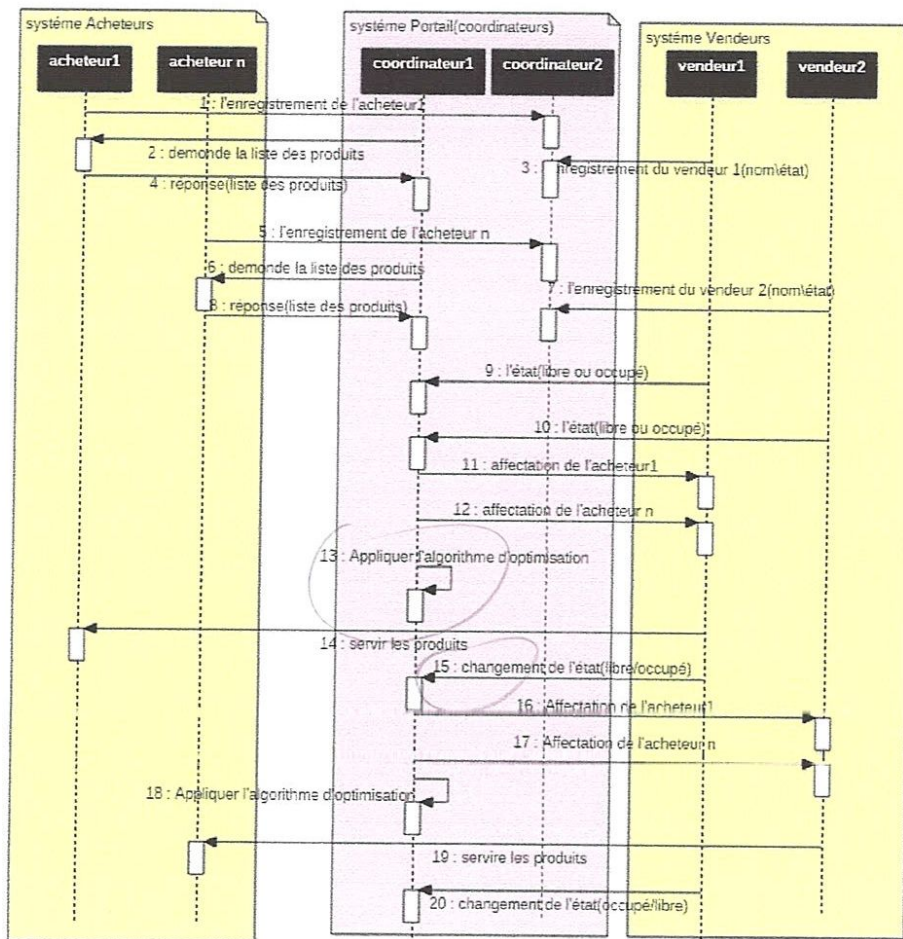 systéme Acheteurs
systéme Portail(coordinateurs)
systéme Vendeurs
acheteur1
acheteur n
coordinateur1
coordinateur2
vendeur1
vendeur2
1 : l'enregistrement de l'acheteur1
2 : demonde la liste des produits
3 : l'enregistrement du vendeur 1(nom\état)
4 : réponse(liste des produits)
5 : l'enregistrement de l'acheteur n
6 : demonde la liste des produits
7 : l'enregistrement du vendeur 2(nom\état)
8 : réponse(liste des produits)
9 : l'état(libre ou occupé)
10 : l'état(libre ou occupé)
11 : affectation de l'acheteur1
12 : affectation de l'acheteur n
13 : Appliquer l'algorithme d'optimisation
14 : servir les produits
15 : changement de l'état(libre/occupé)
16 : Affectation de l'acheteur1
17 : Affectation de l'acheteur n
18 : Appliquer l'algorithme d'optimisation
19 : servire les produits
20 : changement de l'état(occupé/libre)